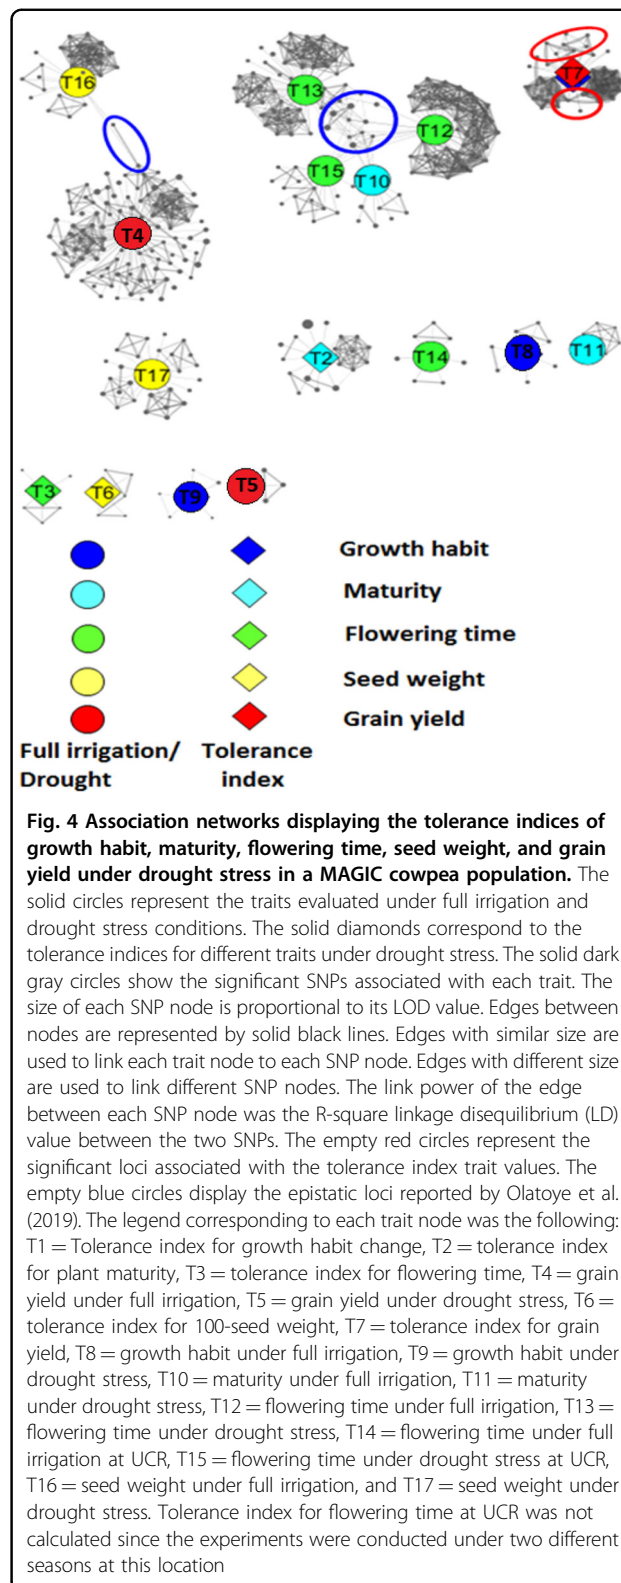 T16
T13
T7
T12
T15
T10
T4
T17
T2
T14
T8
T11
T3
T6
T9
T5
Growth habit
Maturity
Flowering time
Seed weight
Grain yield
Full irrigation/ Tolerance
Drought index
Fig. 4 Association networks displaying the tolerance indices of
growth habit, maturity, flowering time, seed weight, and grain
yield under drought stress in a MAGIC cowpea population. The
solid circles represent the traits evaluated under full irrigation and
drought stress conditions. The solid diamonds correspond to the
tolerance indices for different traits under drought stress. The solid dark
gray circles show the significant SNPs associated with each trait. The
size of each SNP node is proportional to its LOD value. Edges between
nodes are represented by solid black lines. Edges with similar size are
used to link each trait node to each SNP node. Edges with different size
are used to link different SNP nodes. The link power of the edge
between each SNP node was the R-square linkage disequilibrium (LD)
value between the two SNPs. The empty red circles represent the
significant loci associated with the tolerance index trait values. The
empty blue circles display the epistatic loci reported by Olatoye et al.
(2019). The legend corresponding to each trait node was the following:
T1 = Tolerance index for growth habit change, T2 = tolerance index
for plant maturity, T3 = tolerance index for flowering time, T4 = grain
yield under full irrigation, T5 = grain yield under drought stress, T6 =
tolerance index for 100-seed weight, T7 = tolerance index for grain
yield, T8 = growth habit under full irrigation, T9 = growth habit under
drought stress, T10 = maturity under full irrigation, T11 = maturity
under drought stress, T12 = flowering time under full irrigation, T13 =
flowering time under drought stress, T14 = flowering time under full
irrigation at UCR, T15 = flowering time under drought stress at UCR,
T16 = seed weight under full irrigation, and T17 = seed weight under
drought stress. Tolerance index for flowering time at UCR was not
calculated since the experiments were conducted under two different
seasons at this location